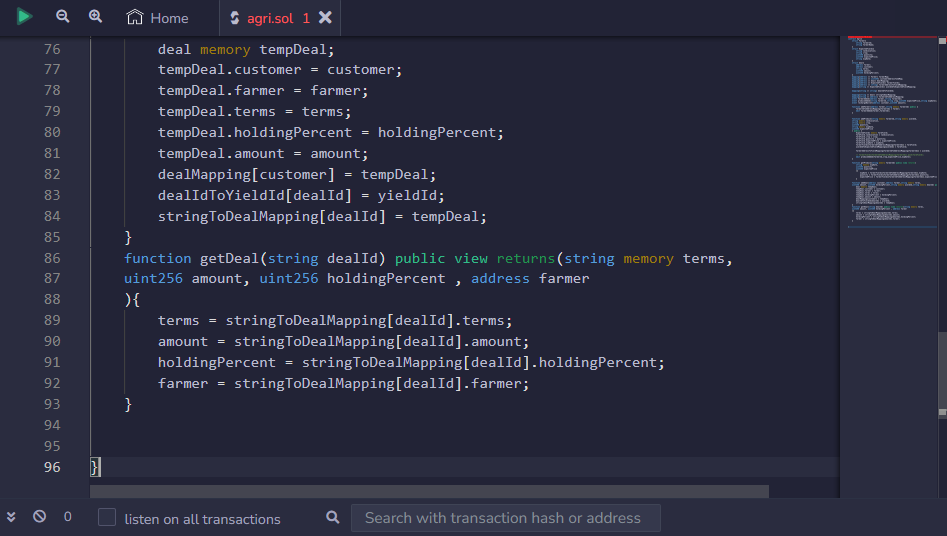 Home
agri.sol 1
76 deal memory tempDeal;
77 tempDeal.customer = customer;
78 tempDeal.farmer = farmer;
79 tempDeal.terms = terms;
80 tempDeal.holdingPercent = holdingPercent;
81 tempDeal.amount = amount;
82 dealMapping[customer] = tempDeal;
83 dealIdToYieldId[dealId] = yieldId;
84 stringToDealMapping[dealId] = tempDeal;
85 }
86 function getDeal(string dealId) public view returns(string memory terms,
87 uint256 amount, uint256 holdingPercent , address farmer
88 ){
89 terms = stringToDealMapping[dealId].terms;
90 amount = stringToDealMapping[dealId].amount;
91 holdingPercent = stringToDealMapping[dealId].holdingPercent;
92 farmer = stringToDealMapping[dealId].farmer;
93 }
94
95
96 }
0 listen on all transactions Search with transaction hash or address